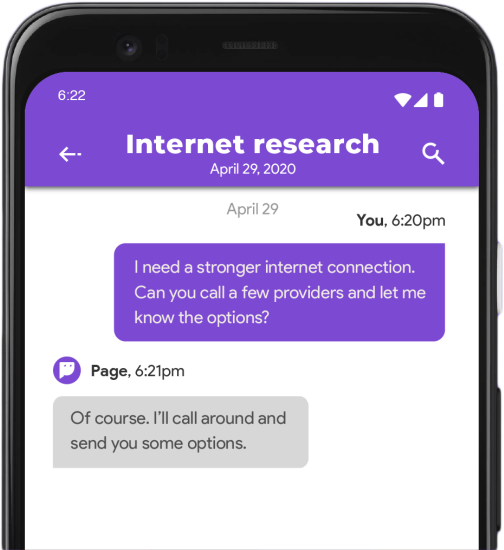 6:22
Internet research
April 29, 2020
April 29
You, 6:20pm
I need a stronger internet connection.
Can you call a few providers and let me
know the options?
Page, 6:21pm
Of course. I'll call around and
send you some options.